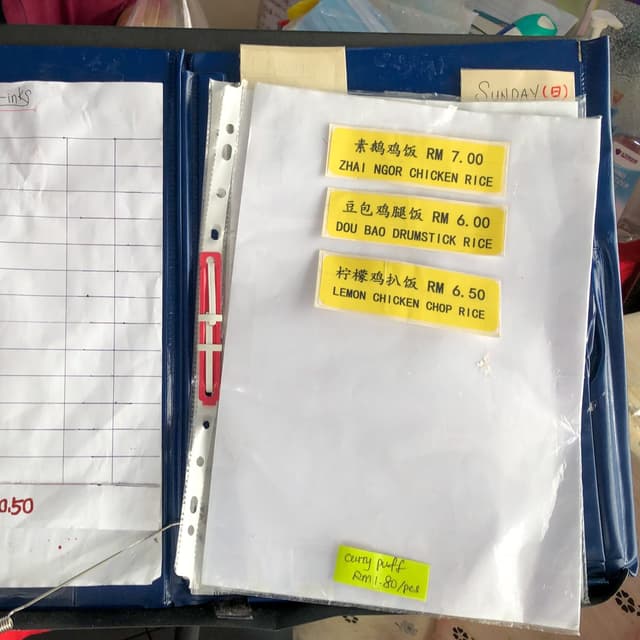 SUNDAY (日)
素鹅鸡饭 RM 7.00
ZHAI NGOR CHICKEN RICE
豆包鸡腿饭 RM 6.00
DOU BAO DRUMSTICK RICE
柠檬鸡扒饭 RM 6.50
LEMON CHICKEN CHOP RICE
curry puff
RM 1.80/pcs
0.50